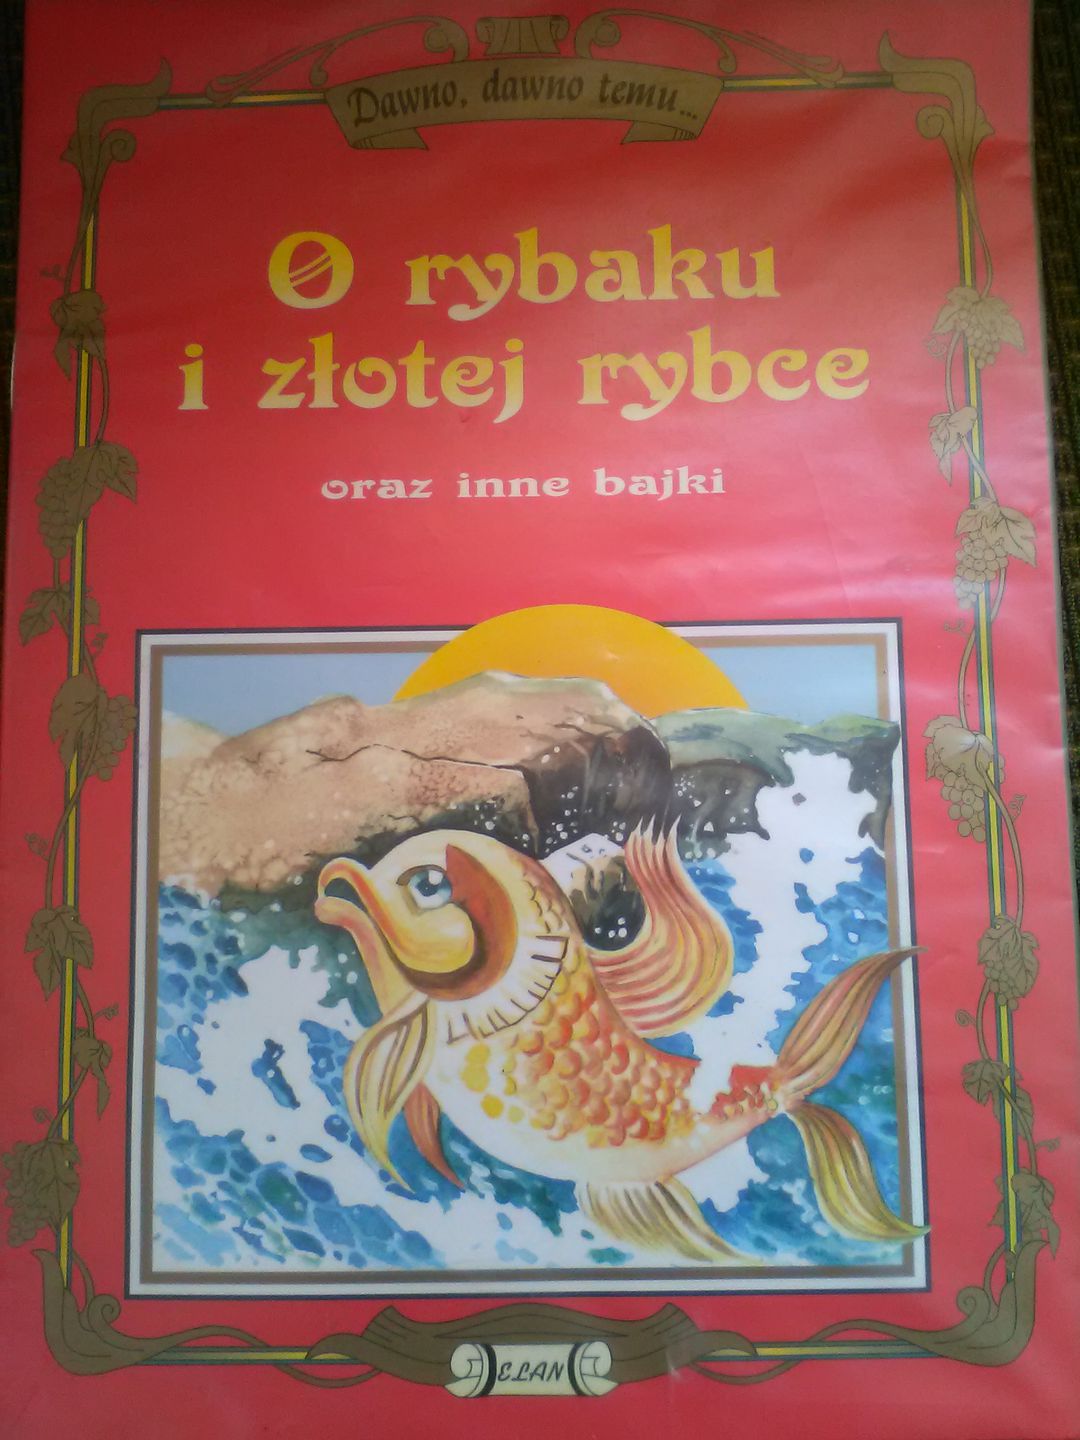 Dawno, dawno temu...
O rybaku
i złotej rybce
oraz inne bajki
ELAN